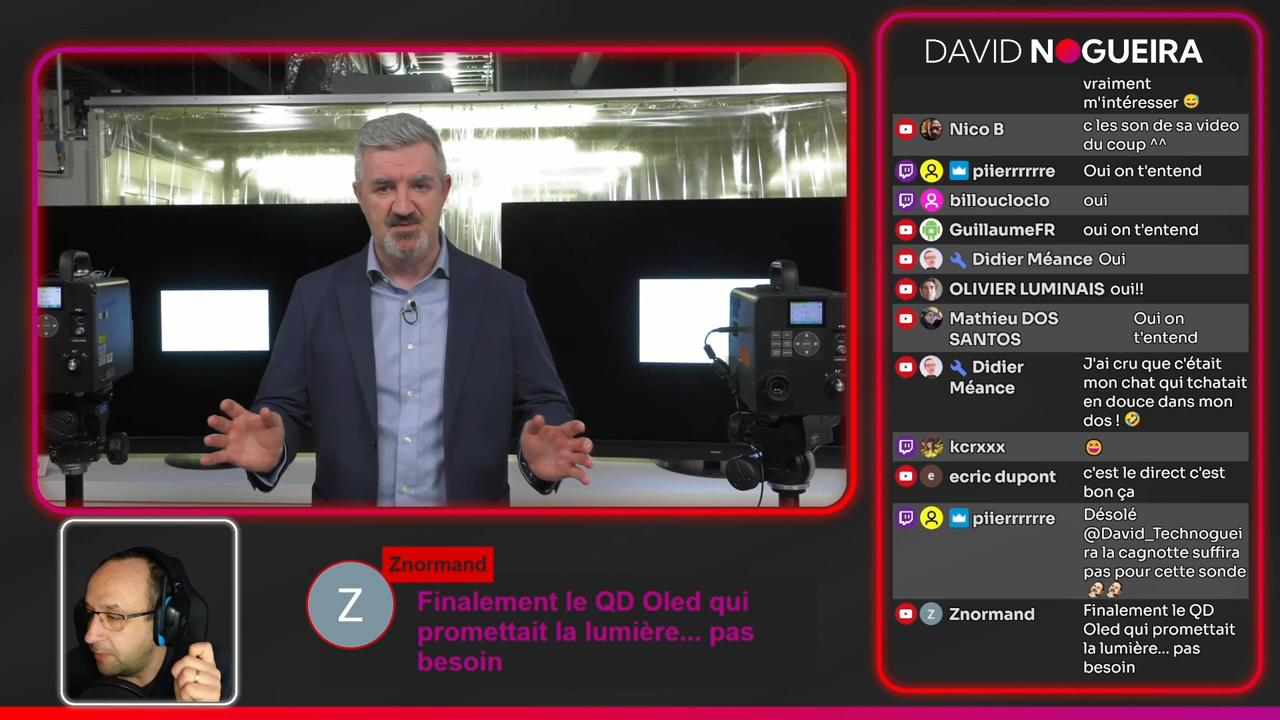 DAVID NOGUEIRA
vraiment
m'intéresser 😅
Nico B
c les son de sa video
du coup ^^
piierrrrrre
Oui on t'entend
billoucloclo
oui
GuillaumeFR
oui on t'entend
Didier Méance
Oui
OLIVIER LUMINAIS
oui!!
Mathieu DOS
SANTOS
Oui on
t'entend
Didier
Méance
J'ai cru que c'était
mon chat qui tchatait
en douce dans mon
dos ! 🤣
kcrxxx
😆
ecric dupont
c'est le direct c'est
bon ça
piierrrrrre
Désolé
@David_Technoguei
ra la cagnotte suffira
pas pour cette sonde
Znormand
Finalement le QD
Oled qui promettait
la lumière... pas
besoin
Znormand
Z
Finalement le QD Oled qui
promettait la lumière... pas
besoin